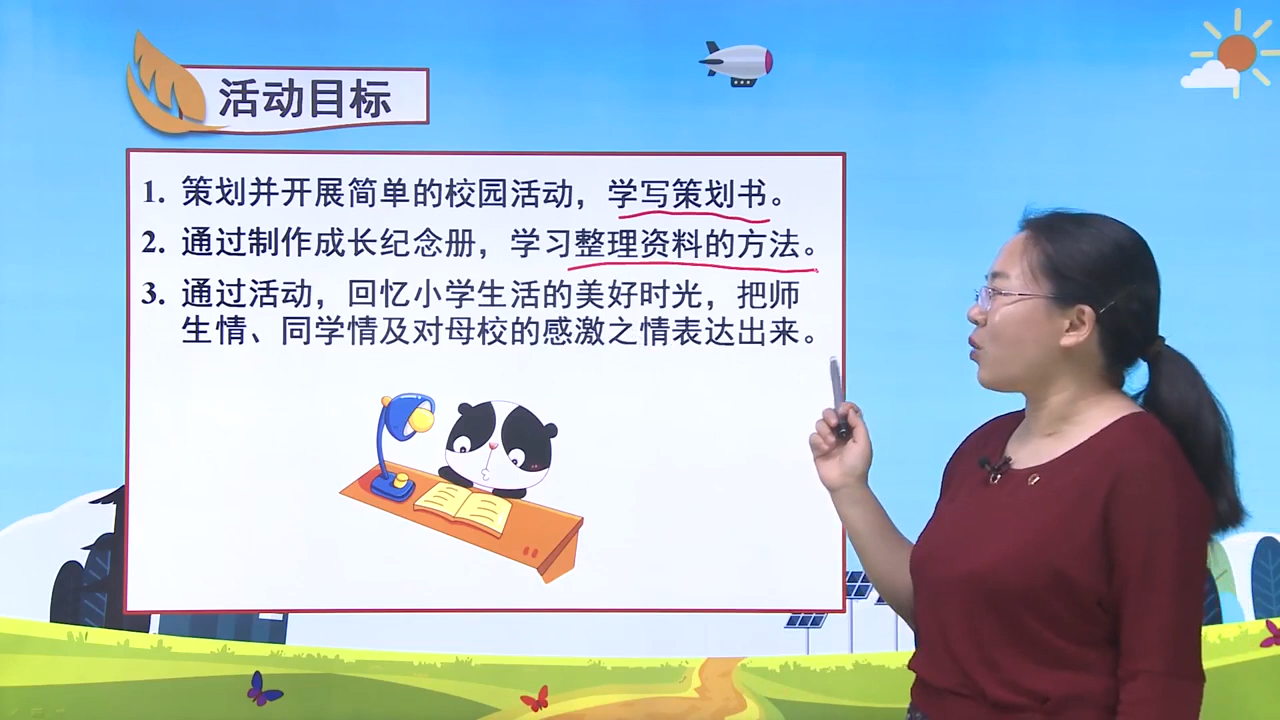 活动目标
1. 策划并开展简单的校园活动，学写策划书。
2. 通过制作成长纪念册，学习整理资料的方法。
3. 通过活动，回忆小学生活的美好时光，把师
生情、同学情及对母校的感激之情表达出来。